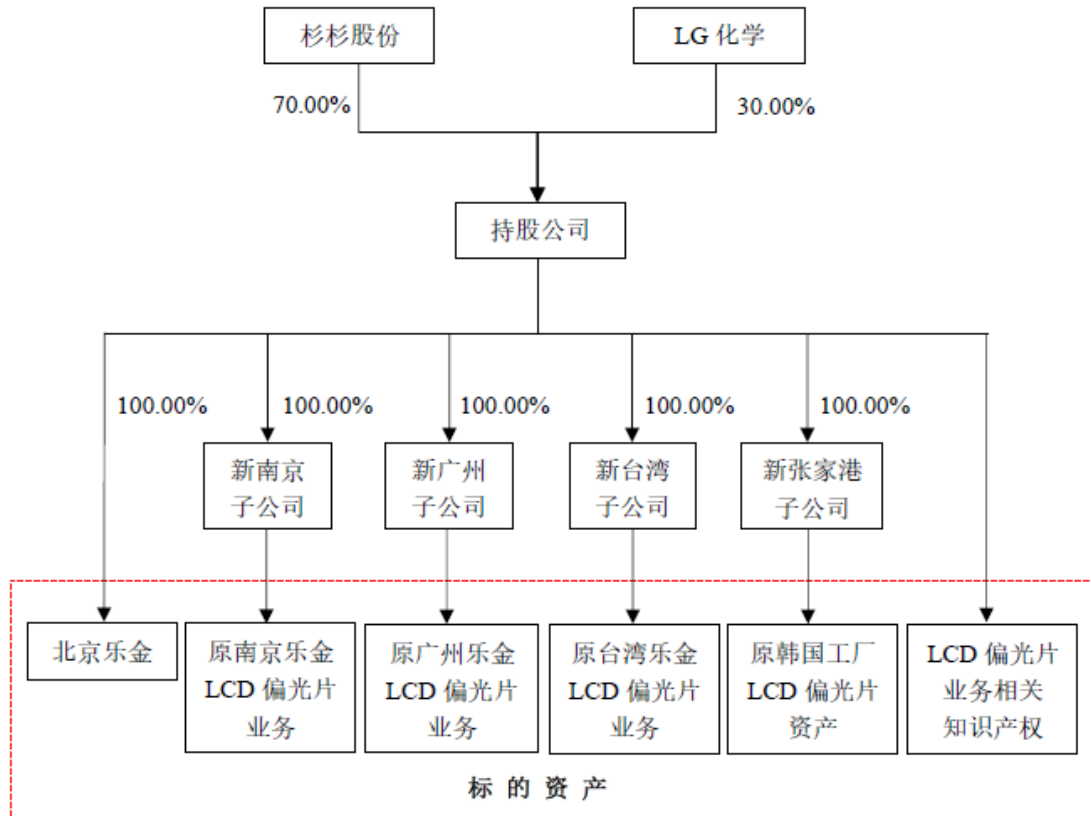 杉杉股份
LG 化学
70.00%
30.00%
持股公司
100.00%
100.00%
100.00%
100.00%
100.00%
新南京
子公司
新广州
子公司
新台湾
子公司
新张家港
子公司
北京乐金
原南京乐金
LCD 偏光片
业务
原广州乐金
LCD 偏光片
业务
原台湾乐金
LCD 偏光片
业务
原韩国工厂
LCD 偏光片
资产
LCD 偏光片
业务相关
知识产权
标 的 资 产